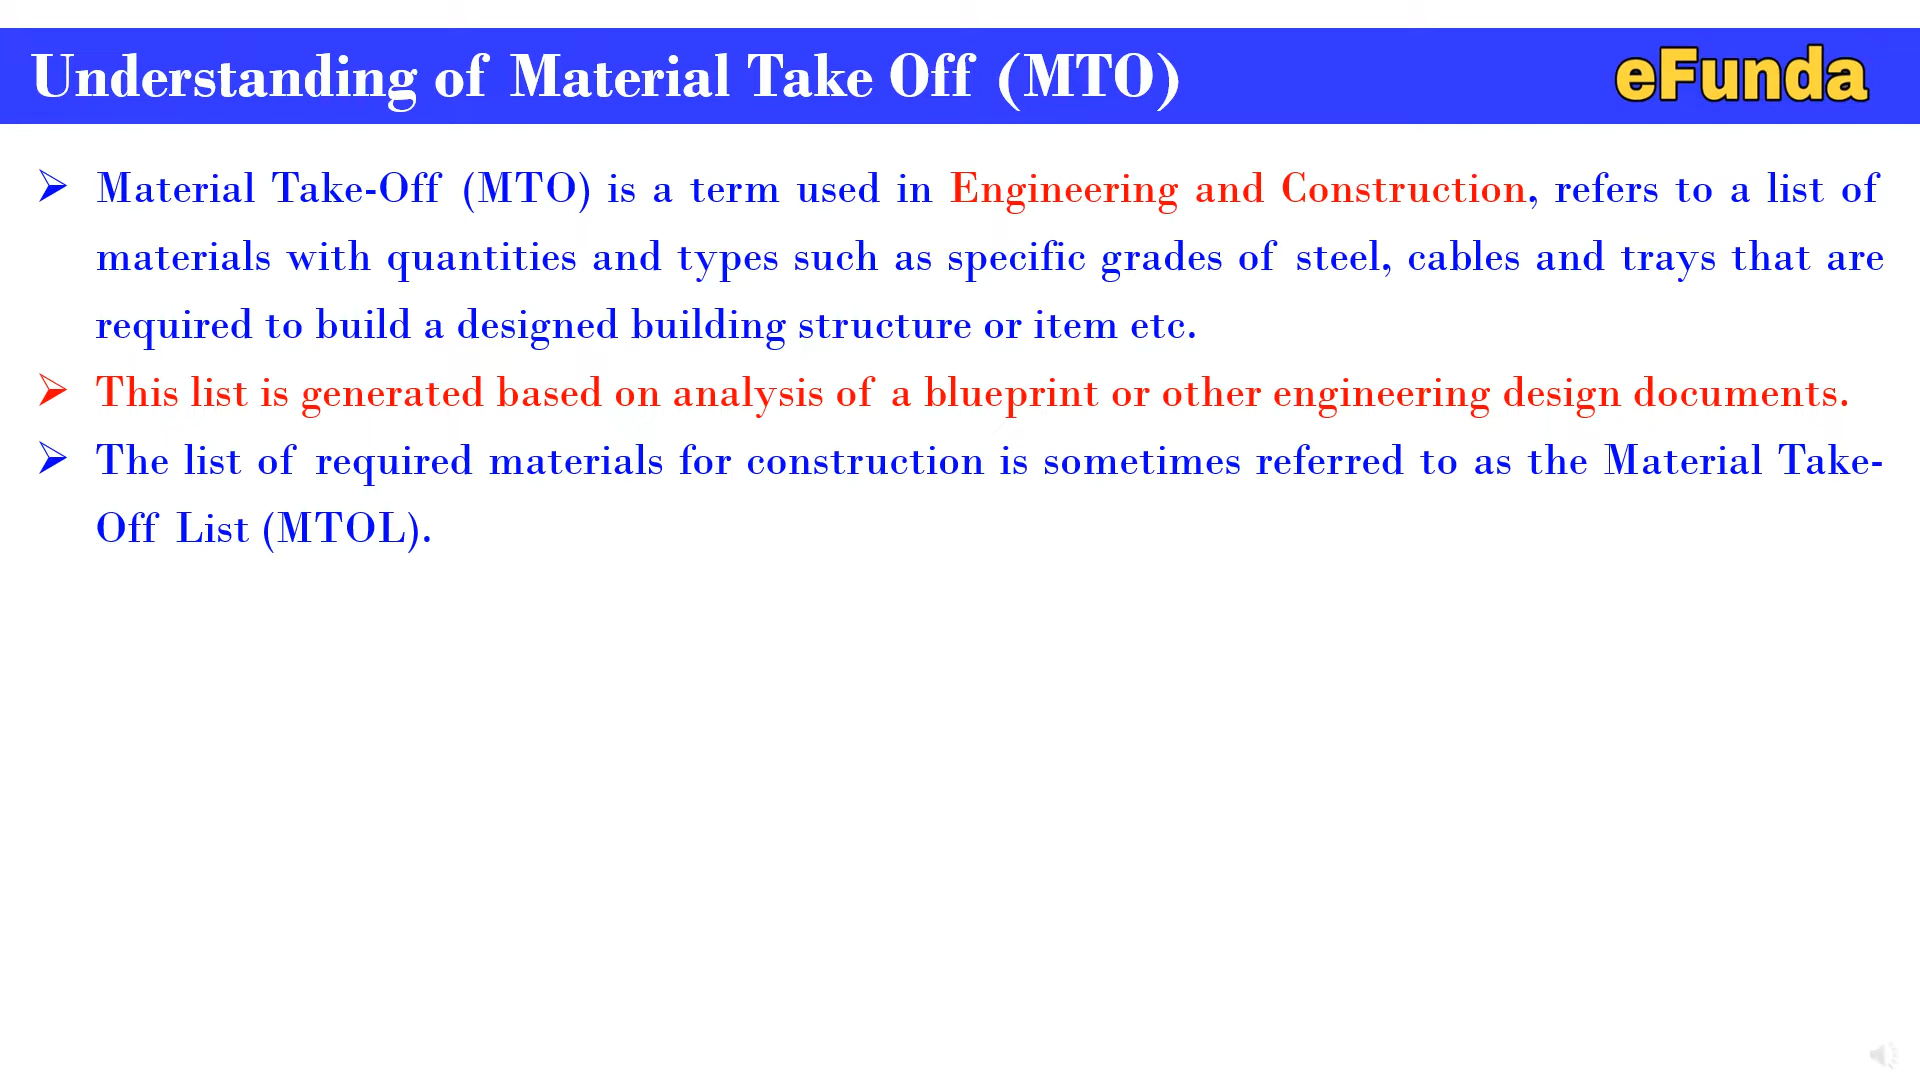 Understanding of Material Take Off (MTO)
eFunda
➢ Material Take-Off (MTO) is a term used in Engineering and Construction, refers to a list of
materials with quantities and types such as specific grades of steel, cables and trays that are
required to build a designed building structure or item etc.
➢ This list is generated based on analysis of a blueprint or other engineering design documents.
➢ The list of required materials for construction is sometimes referred to as the Material Take-
Off List (MTOL).